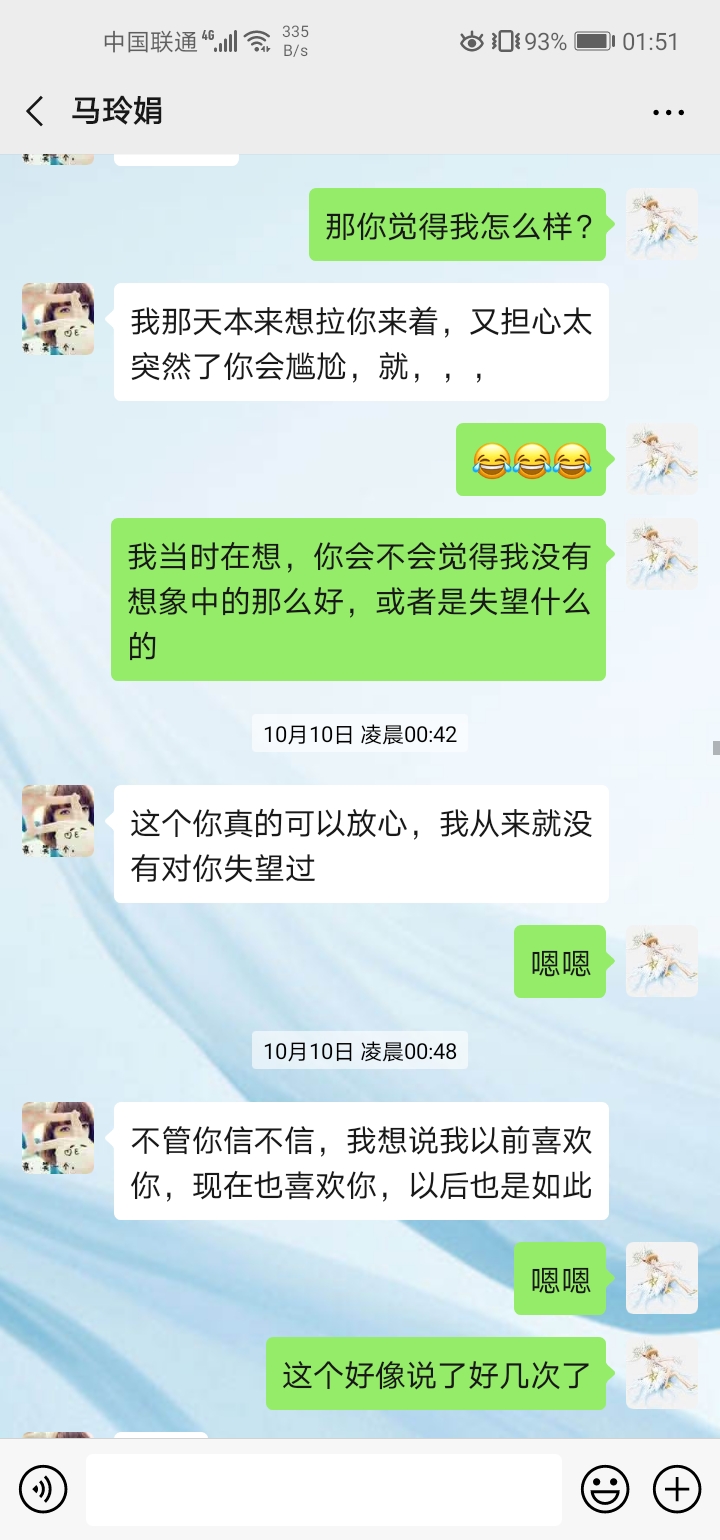 中国联通 4G 335 B/s 93% 01:51
马玲娟
那你觉得我怎么样?
我那天本来想拉你来着，又担心太
突然了你会尴尬，就，，，
我当时在想，你会不会觉得我没有
想象中的那么好，或者是失望什么
的
10月10日 凌晨00:42
这个你真的可以放心，我从来就没
有对你失望过
嗯嗯
10月10日 凌晨00:48
不管你信不信，我想说我以前喜欢
你，现在也喜欢你，以后也是如此
嗯嗯
这个好像说了好几次了